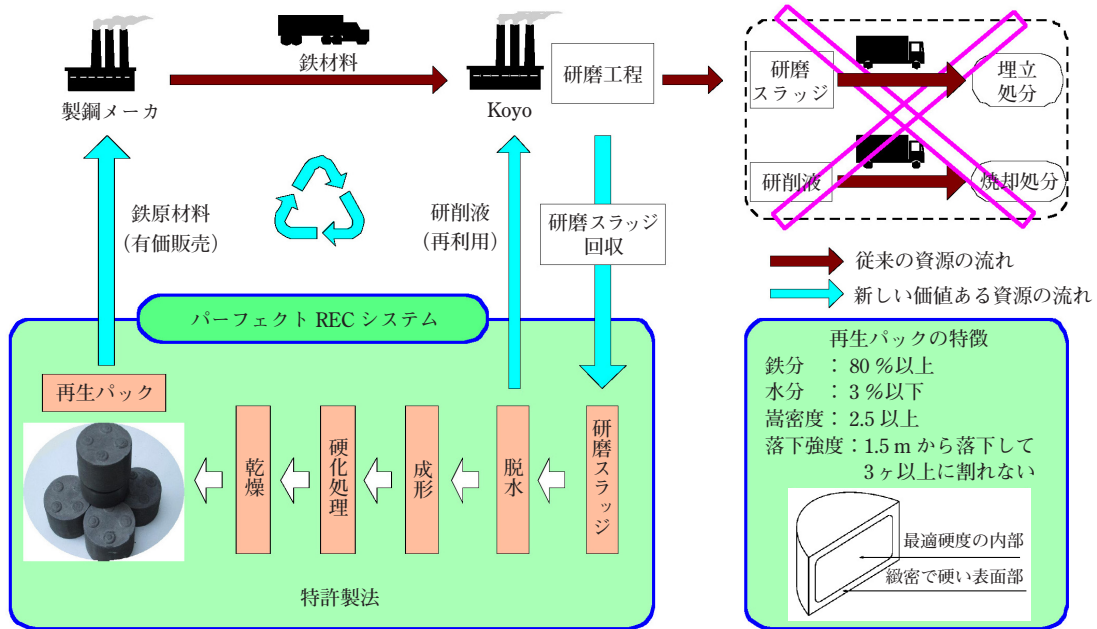 鉄材料
製鋼メーカ
Koyo
研磨工程
研磨
スラッジ
埋立
処分
研削液
焼却処分
鉄原材料
（有価販売）
研削液
（再利用）
研磨スラッジ
回収
従来の資源の流れ
新しい価値ある資源の流れ
パーフェクト REC システム
再生パック
乾燥
硬化処理
成形
脱水
研磨スラッジ
特許製法
再生パックの特徴
鉄分　：80 %以上
水分　：3 %以下
嵩密度：2.5 以上
落下強度：1.5 m から落下して
3ヶ以上に割れない
最適硬度の内部
緻密で硬い表面部